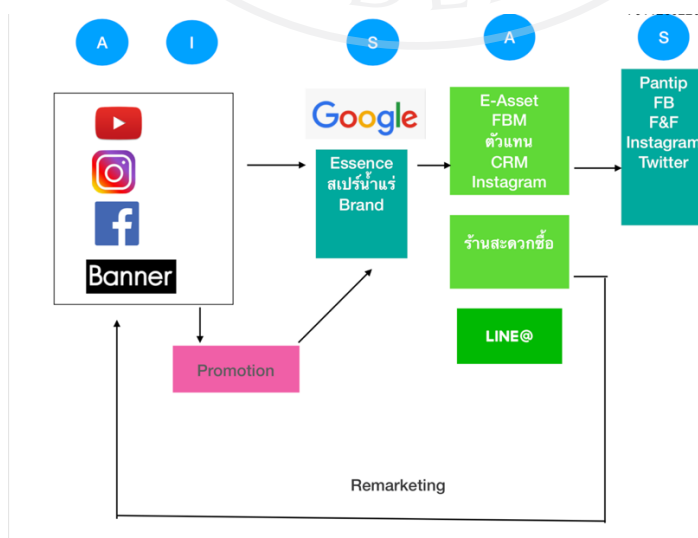 A
I
S
A
S
Google
Banner
Essence
สเปร์น้ำแร่
Brand
E-Asset
FBM
ตัวแทน
CRM
Instagram
Pantip
FB
F&F
Instagram
Twitter
ร้านสะดวกซื้อ
LINE@
Promotion
Remarketing